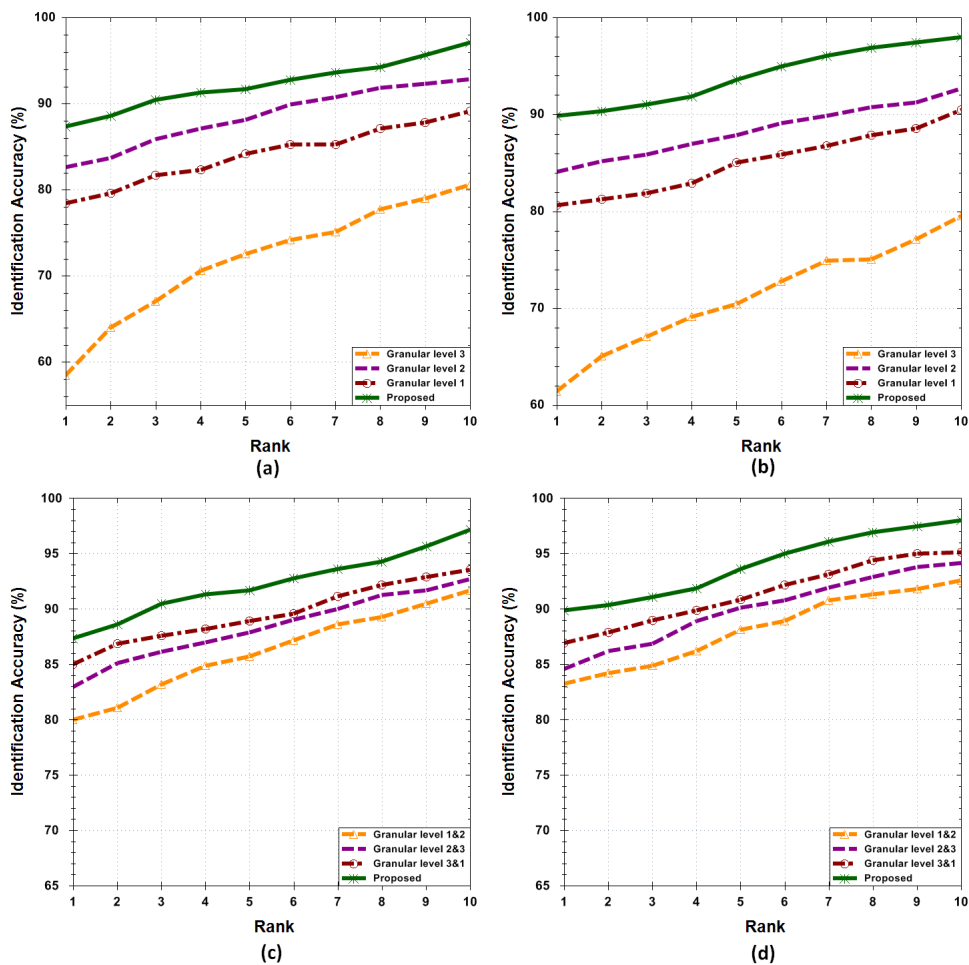 100
90
80
70
60
Identification Accuracy (%)
Granular level 3
Granular level 2
Granular level 1
Proposed
1 2 3 4 5 6 7 8 9 10
Rank
(a)
100
90
80
70
60
Identification Accuracy (%)
Granular level 3
Granular level 2
Granular level 1
Proposed
1 2 3 4 5 6 7 8 9 10
Rank
(b)
100
95
90
85
80
75
70
65
Identification Accuracy (%)
Granular level 1&2
Granular level 2&3
Granular level 3&1
Proposed
1 2 3 4 5 6 7 8 9 10
Rank
(c)
100
95
90
85
80
75
70
65
Identification Accuracy (%)
Granular level 1&2
Granular level 2&3
Granular level 3&1
Proposed
1 2 3 4 5 6 7 8 9 10
Rank
(d)